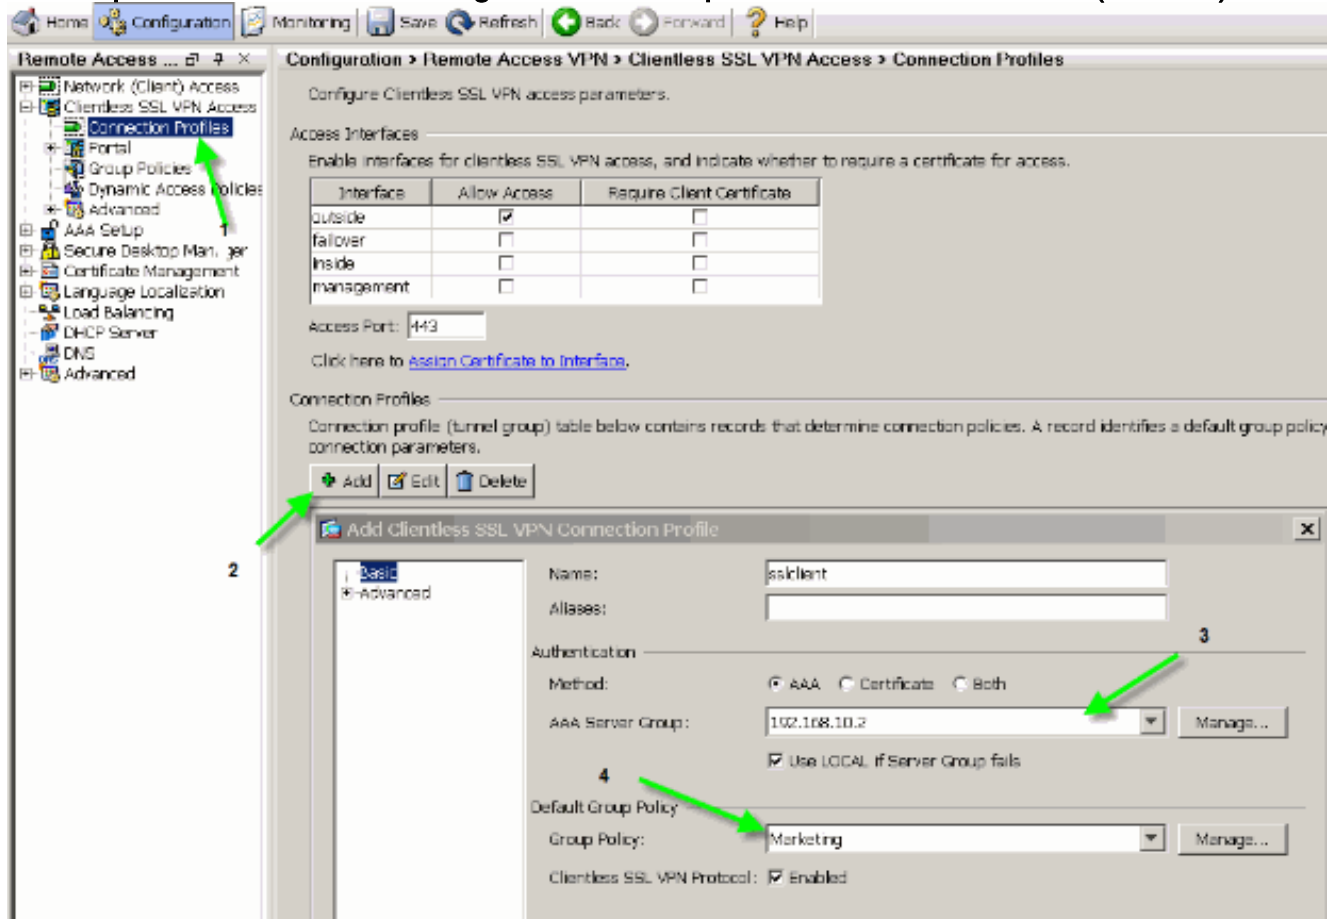 Home Configuration Monitoring Save Refresh Back Forward Help
Remote Access ...
Network (Client) Access
Clientless SSL VPN Access
Connection Profiles
Portal
Group Policies
Dynamic Access Policies
Advanced
AAA Setup
1
Secure Desktop
Certificate Management
Language Localization
Load Balancing
DHCP Server
DNS
Advanced
Configuration > Remote Access VPN > Clientless SSL VPN Access > Connection Profiles
Configure Clientless SSL VPN access parameters.
Access Interfaces
Enable interfaces for clientless SSL VPN access, and indicate whether to require a certificate for access.
Interface Allow Access Require Client Certificate
outside
failover
inside
management
Access Port: 443
Click here to Assign Certificate to Interface.
Connection Profiles
Connection profile (tunnel group) table below contains records that determine connection policies. A record identifies a default group policy
connection parameters.
Add Edit Delete
2
Add Clientless SSL VPN Connection Profile
Basic
Advanced
Name: sslclient
Aliases:
3
Authentication
Method: AAA Certificate Both
AAA Server Group: 192.168.10.2 Manage...
Use LOCAL if Server Group fails
4
Default Group Policy
Group Policy: Marketing Manage...
Clientless SSL VPN Protocol: Enabled